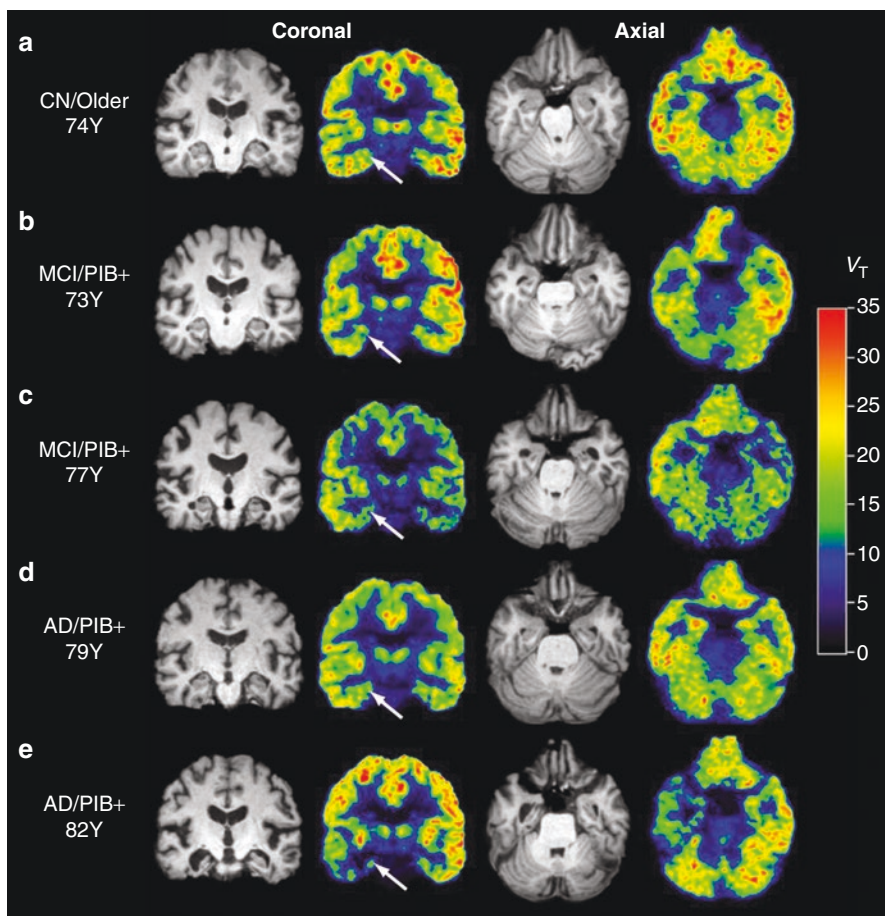 Coronal
Axial
a
CN/Older
74Y
b
MCI/PIB+
73Y
c
MCI/PIB+
77Y
d
AD/PIB+
79Y
e
AD/PIB+
82Y
VT
35
30
25
20
15
10
5
0